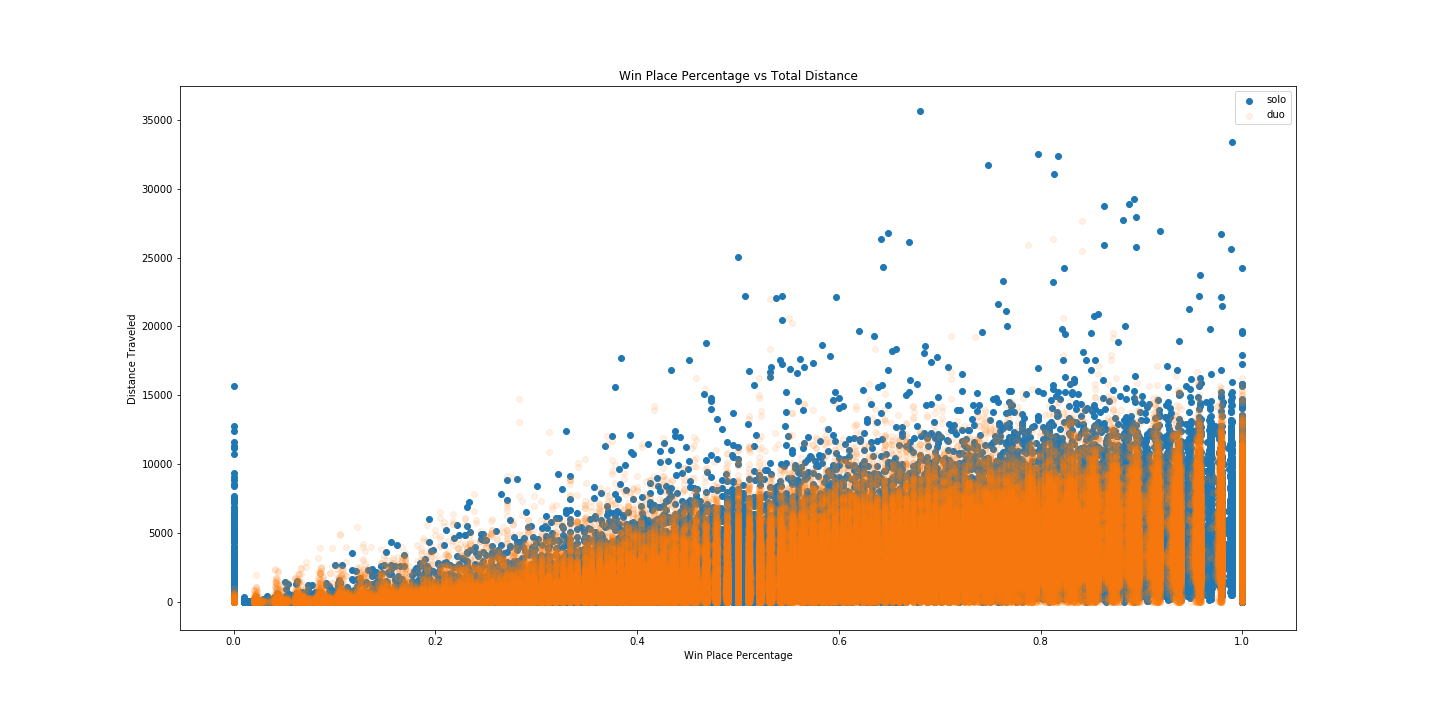 Win Place Percentage vs Total Distance
solo
duo
35000
30000
25000
20000
15000
10000
5000
0
Distance Traveled
0.0 0.2 0.4 0.6 0.8 1.0
Win Place Percentage